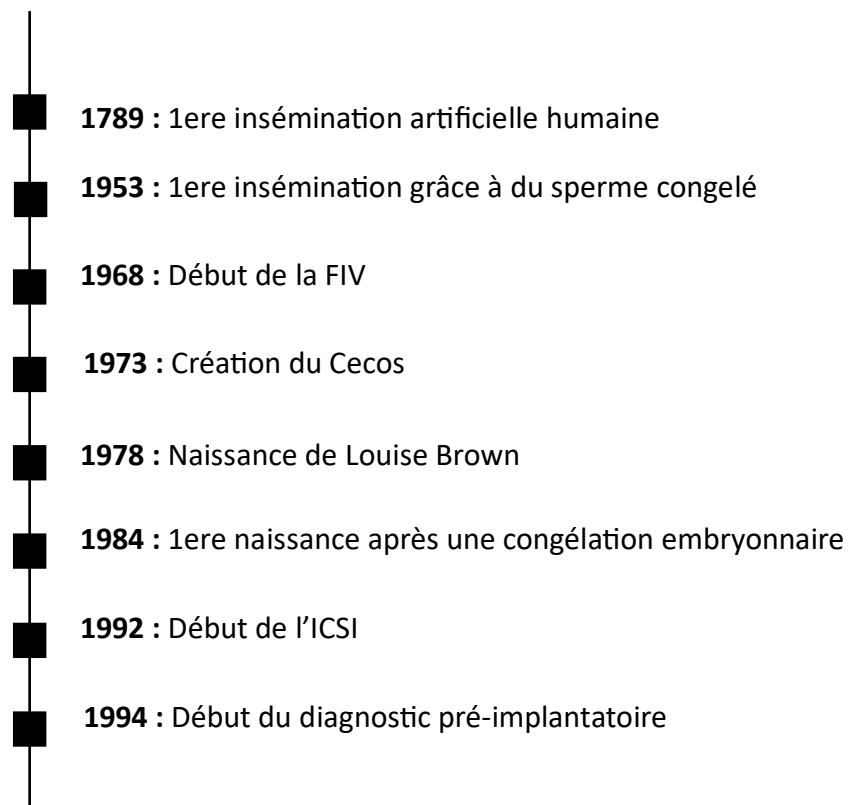 1789 : 1ere insémination artificielle humaine
1953 : 1ere insémination grâce à du sperme congelé
1968 : Début de la FIV
1973 : Création du Cecos
1978 : Naissance de Louise Brown
1984 : 1ere naissance après une congélation embryonnaire
1992 : Début de l’ICSI
1994 : Début du diagnostic pré-implantatoire